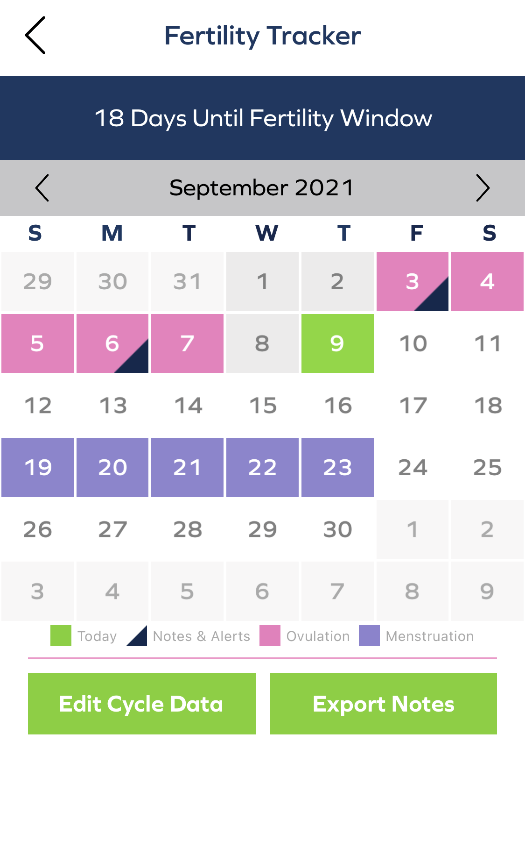 Fertility Tracker
18 Days Until Fertility Window
September 2021
S M T W T F S
29 30 31 1 2 3 4
5 6 7 8 9 10 11
12 13 14 15 16 17 18
19 20 21 22 23 24 25
26 27 28 29 30 1 2
3 4 5 6 7 8 9
Today Notes & Alerts Ovulation Menstruation
Edit Cycle Data Export Notes